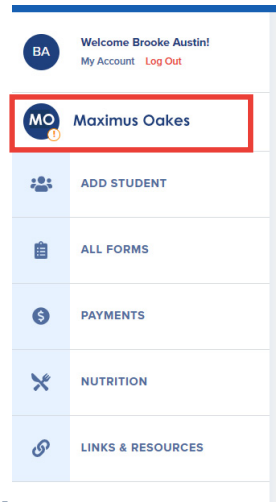 BA
Welcome Brooke Austin!
My Account Log Out
MO
!
Maximus Oakes
ADD STUDENT
ALL FORMS
$
PAYMENTS
NUTRITION
LINKS & RESOURCES